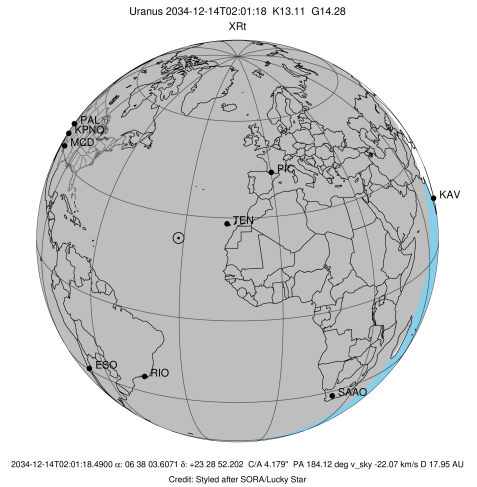 Uranus 2034-12-14T02:01:18 K13.11 G14.28
XRt
PAL
KPNO
MCD
PIC
KAV
TEN
ESO
RIO
SAAO
2034-12-14T02:01:18.4900 α: 06 38 03.6071 δ: +23 28 52.202 C/A 4.179" PA 184.12 deg v_sky -22.07 km/s D 17.95 AU
Credit: Styled after SORA/Lucky Star